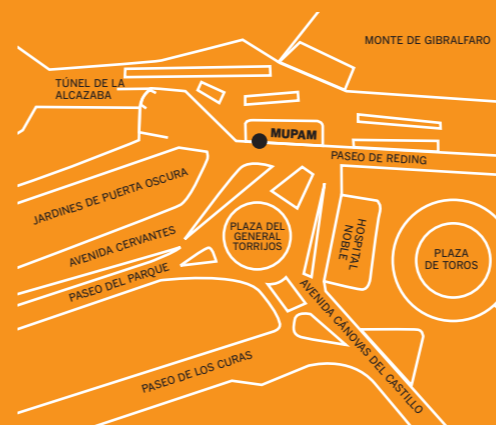 MONTE DE GIBRALFARO
TÚNEL DE LA
ALCAZABA
MUPAM
PASEO DE REDING
JARDINES DE PUERTA OSCURA
PLAZA DEL
GENERAL
TORRIJOS
HOSPITAL
NOBLE
PLAZA
DE TOROS
AVENIDA CERVANTES
PASEO DEL PARQUE
AVENIDA CÁNOVAS DEL CASTILLO
PASEO DE LOS CURAS